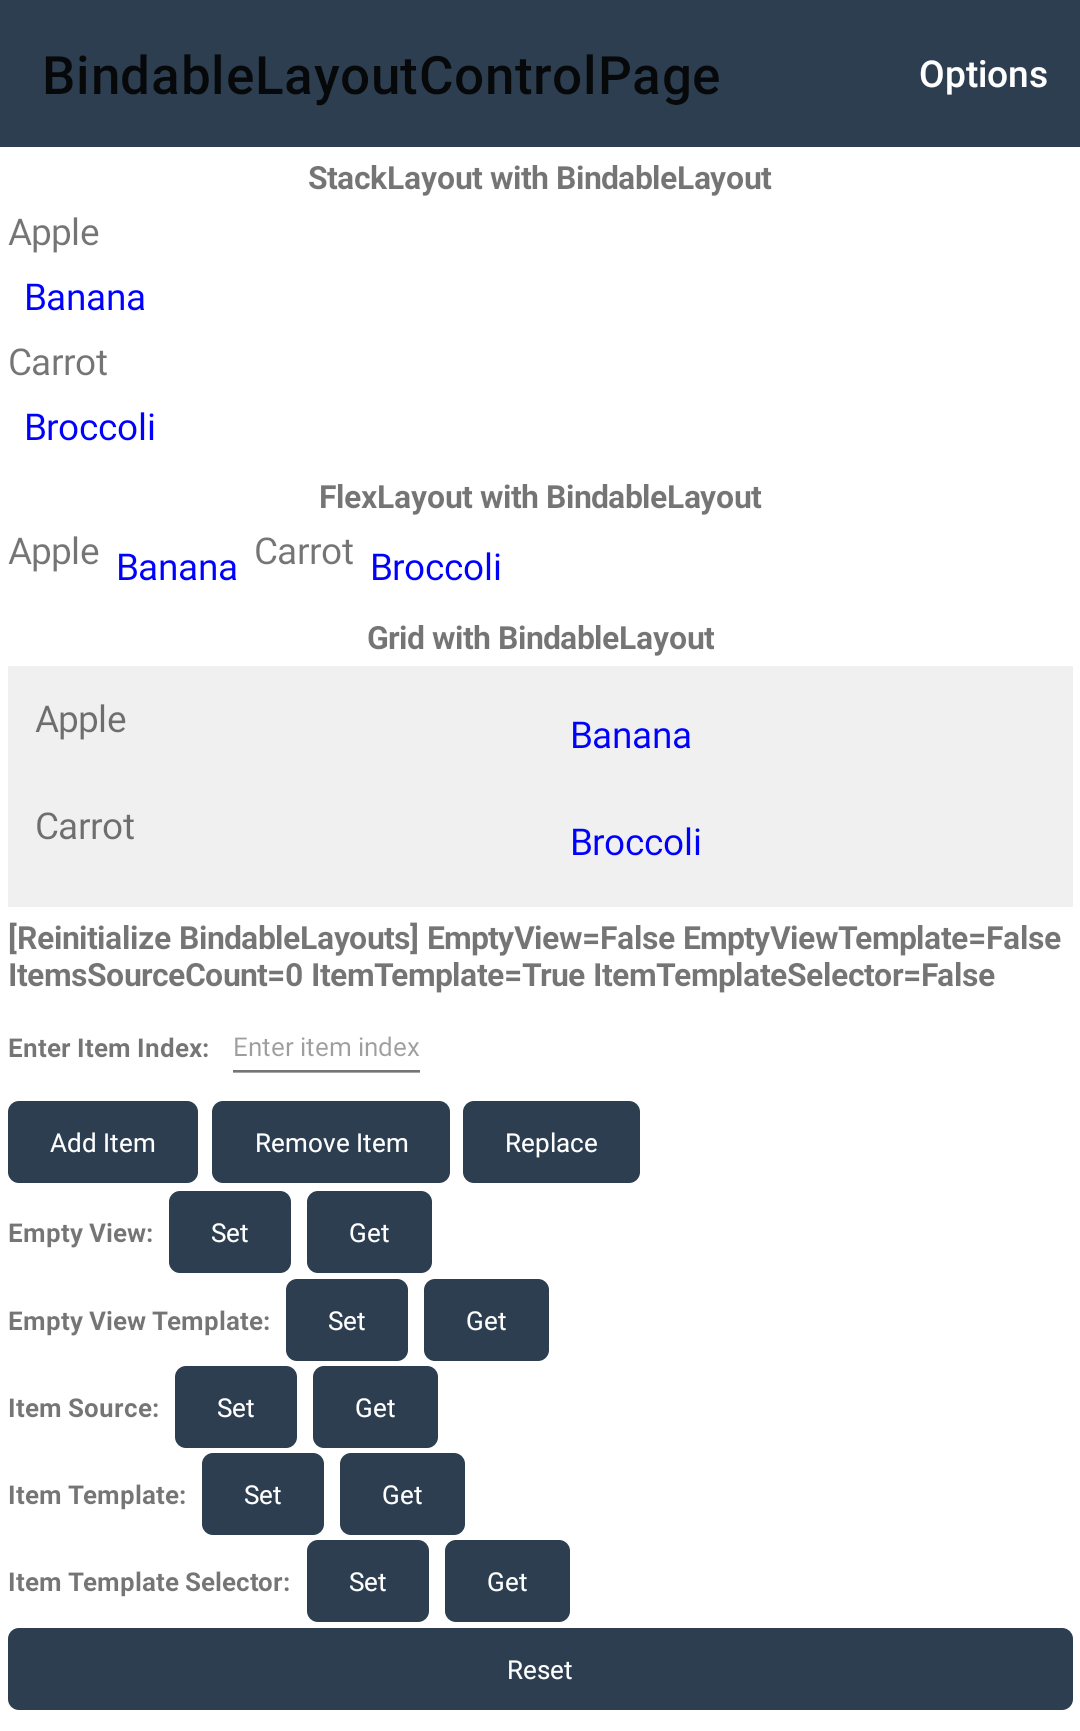 BindableLayoutControlPage Options
StackLayout with BindableLayout
Apple
Banana
Carrot
Broccoli
FlexLayout with BindableLayout
Apple Banana Carrot Broccoli
Grid with BindableLayout
Apple Banana
Carrot Broccoli
[Reinitialize BindableLayouts] EmptyView=False EmptyViewTemplate=False
ItemsSourceCount=0 ItemTemplate=True ItemTemplateSelector=False
Enter Item Index: Enter item index
Add Item Remove Item Replace
Empty View: Set Get
Empty View Template: Set Get
Item Source: Set Get
Item Template: Set Get
Item Template Selector: Set Get
Reset